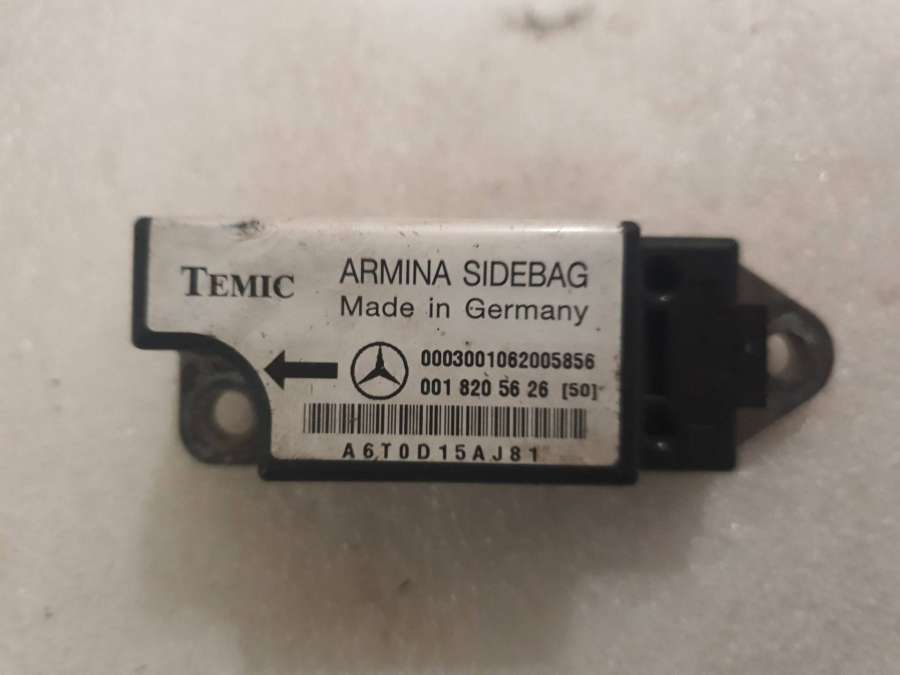 TEMIC
ARMINA SIDEBAG
Made in Germany
0003001062005856
001 820 56 26 [50]
A6T0D15AJ81